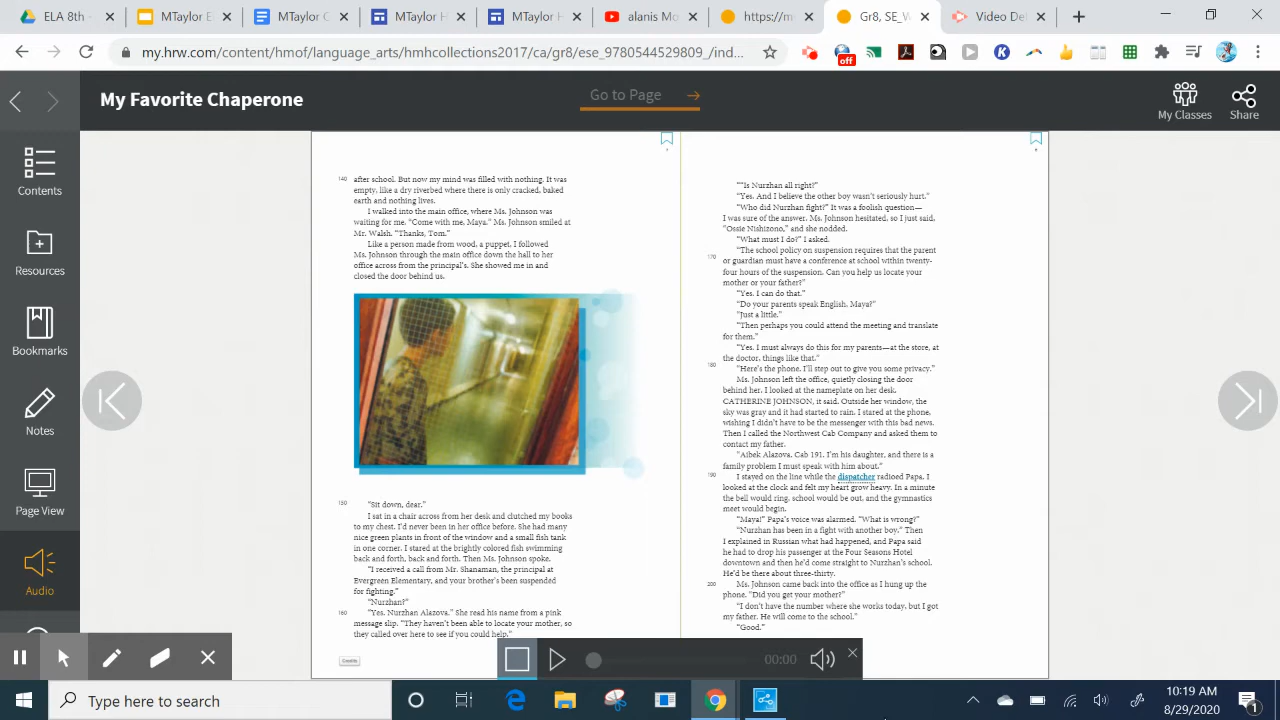 ELA 8th
MTaylor
MTaylor H
MTaylor F
alanis Mo
https://m
Gr8, SE_
Video De
my.hrw.com/content/hmof/language_arts/hmhcollections2017/ca/gr8/ese_9780544529809_/ind...
off
My Favorite Chaperone
Go to Page
My Classes
Share
Contents
Resources
Bookmarks
Notes
Page View
Audio
140 after school. But now my mind was filled with nothing. It was
empty, like a dry riverbed where there is only cracked, baked
earth and nothing lives.
I walked into the main office, where Ms. Johnson was
waiting for me. “Come with me, Maya.” Ms. Johnson smiled at
Mr. Walsh. “Thanks, Tom.”
Like a person made from wood, a puppet, I followed
Ms. Johnson through the main office down the hall to her
office across from the principal's. She showed me in and
closed the door behind us.
150 “Sit down, dear.”
I sat in a chair across from her desk and clutched my books
to my chest. I'd never been in her office before. She had many
nice green plants in front of the window and a small fish tank
in one corner. I stared at the brightly colored fish swimming
back and forth, back and forth. Then Ms. Johnson spoke.
“I received a call from Mr. Shanaman, the principal at
Evergreen Elementary, and your brother's been suspended
for fighting.”
“Nurzhan?”
160 “Yes. Nurzhan Alazova.” She read his name from a pink
message slip. “They haven't been able to locate your mother, so
they called over here to see if you could help.”
Credits
““Is Nurzhan all right?”
“Yes. And I believe the other boy wasn't seriously hurt.”
“Who did Nurzhan fight?” It was a foolish question—
I was sure of the answer. Ms. Johnson hesitated, so I just said,
“Ossie Nishizono,” and she nodded.
“What must I do?” I asked.
170 “The school policy on suspension requires that the parent
or guardian must have a conference at school within twenty-
four hours of the suspension. Can you help us locate your
mother or your father?”
“Yes. I can do that.”
“Do your parents speak English, Maya?”
“Just a little.”
“Then perhaps you could attend the meeting and translate
for them.”
“Yes. I must always do this for my parents—at the store, at
the doctor, things like that.”
180 “Here's the phone. I'll step out to give you some privacy.”
Ms. Johnson left the office, quietly closing the door
behind her. I looked at the nameplate on her desk.
CATHERINE JOHNSON, it said. Outside her window, the
sky was gray and it had started to rain. I stared at the phone,
wishing I didn't have to be the messenger with this bad news.
Then I called the Northwest Cab Company and asked them to
contact my father.
“Aibek Alazova. Cab 191. I'm his daughter, and there is a
family problem I must speak with him about.”
190 I stayed on the line while the dispatcher radioed Papa. I
looked at the clock and felt my heart grow heavy. In a minute
the bell would ring, school would be out, and the gymnastics
meet would begin.
“Maya!” Papa's voice was alarmed. “What is wrong?”
“Nurzhan has been in a fight with another boy.” Then
I explained in Russian what had happened, and Papa said
he had to drop his passenger at the Four Seasons Hotel
downtown and then he'd come straight to Nurzhan's school.
He'd be there about three-thirty.
200 Ms. Johnson came back into the office as I hung up the
phone. “Did you get your mother?”
“I don't have the number where she works today, but I got
my father. He will come to the school.”
“Good.”
00:00
Type here to search
10:19 AM
8/29/2020
1